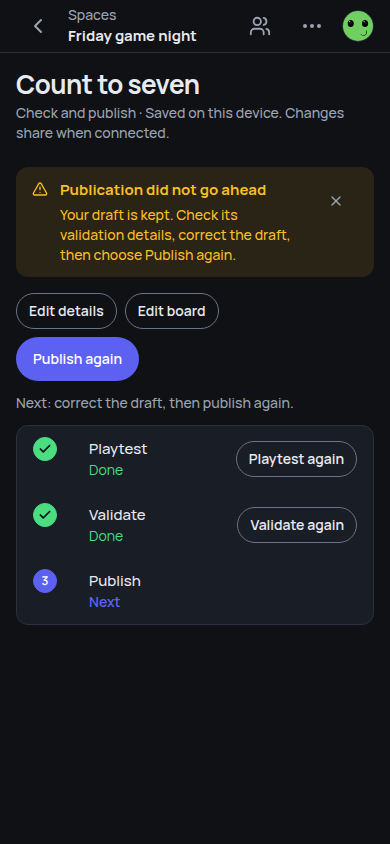 Spaces
Friday game night
Count to seven
Check and publish · Saved on this device. Changes
share when connected.
Publication did not go ahead
Your draft is kept. Check its
validation details, correct the draft,
then choose Publish again.
Edit details
Edit board
Publish again
Next: correct the draft, then publish again.
Playtest
Done
Playtest again
Validate
Done
Validate again
3
Publish
Next